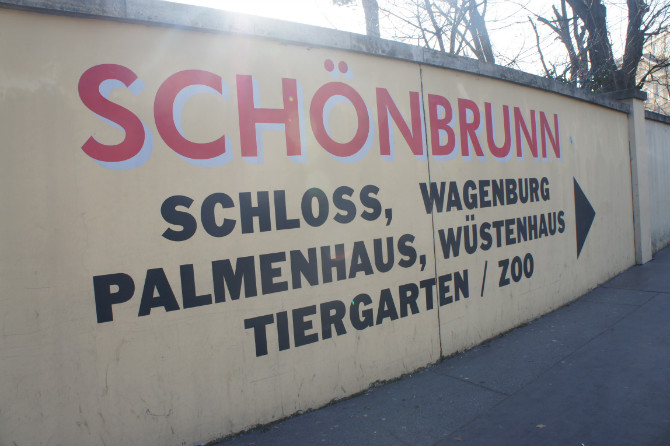 SCHÖNBRUNN
SCHLOSS, WAGENBURG
PALMENHAUS, WÜSTENHAUS
TIERGARTEN / ZOO